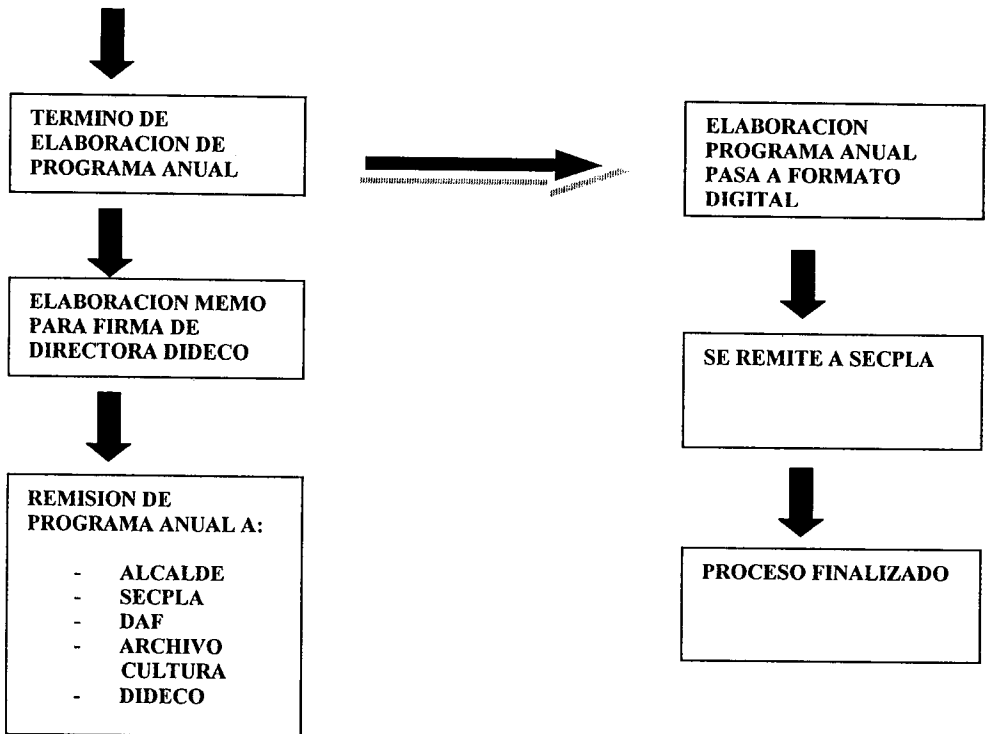 TERMINO DE
ELABORACION DE
PROGRAMA ANUAL
ELABORACION MEMO
PARA FIRMA DE
DIRECTORA DIDECO
REMISION DE
PROGRAMA ANUAL A:
- ALCALDE
- SECPLA
- DAF
- ARCHIVO
CULTURA
- DIDECO
ELABORACION
PROGRAMA ANUAL
PASA A FORMATO
DIGITAL
SE REMITE A SECPLA
PROCESO FINALIZADO